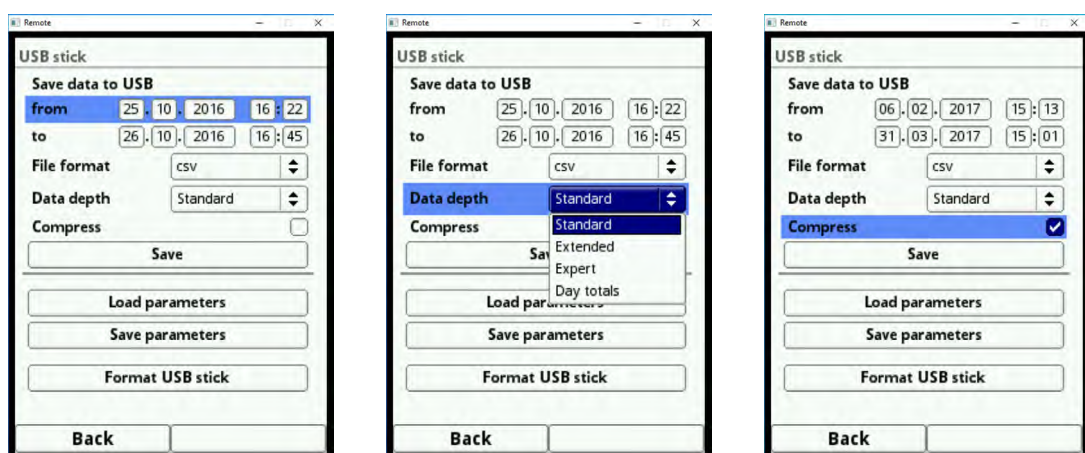 Remote
USB stick
Save data to USB
from 25 . 10 . 2016 16 : 22
to 26 . 10 . 2016 16 : 45
File format csv
Data depth Standard
Compress
Save
Load parameters
Save parameters
Format USB stick
Back
Remote
USB stick
Save data to USB
from 25 . 10 . 2016 16 : 22
to 26 . 10 . 2016 16 : 45
File format csv
Data depth Standard
Standard
Compress
Extended
Expert
Day totals
Save parameters
Format USB stick
Back
Remote
USB stick
Save data to USB
from 06 . 02 . 2017 15 : 13
to 31 . 03 . 2017 15 : 01
File format csv
Data depth Standard
Compress
Save
Load parameters
Save parameters
Format USB stick
Back